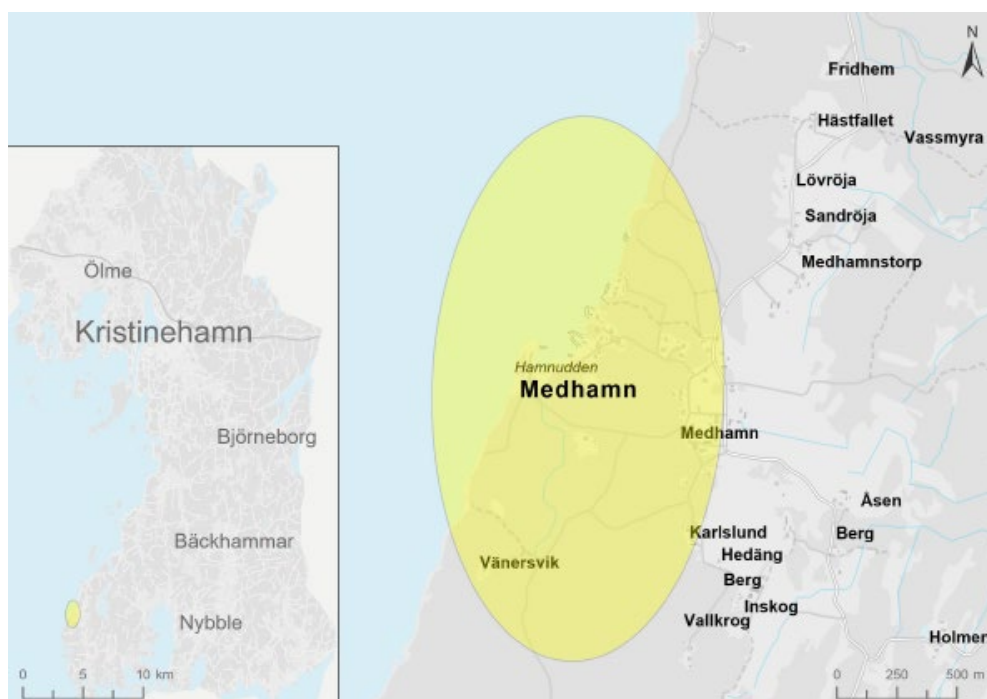 N
Fridhem
Hästfallet
Vassmyra
Lövröja
Sandröja
Medhamnstorp
Hamnudden
Medhamn
Medhamn
Åsen
Karlslund
Berg
Hedäng
Vänersvik
Berg
Inskog
Vallkrog
Holmen
0 250 500 m
Ölme
Kristinehamn
Björneborg
Bäckhammar
Nybble
0 5 10 km